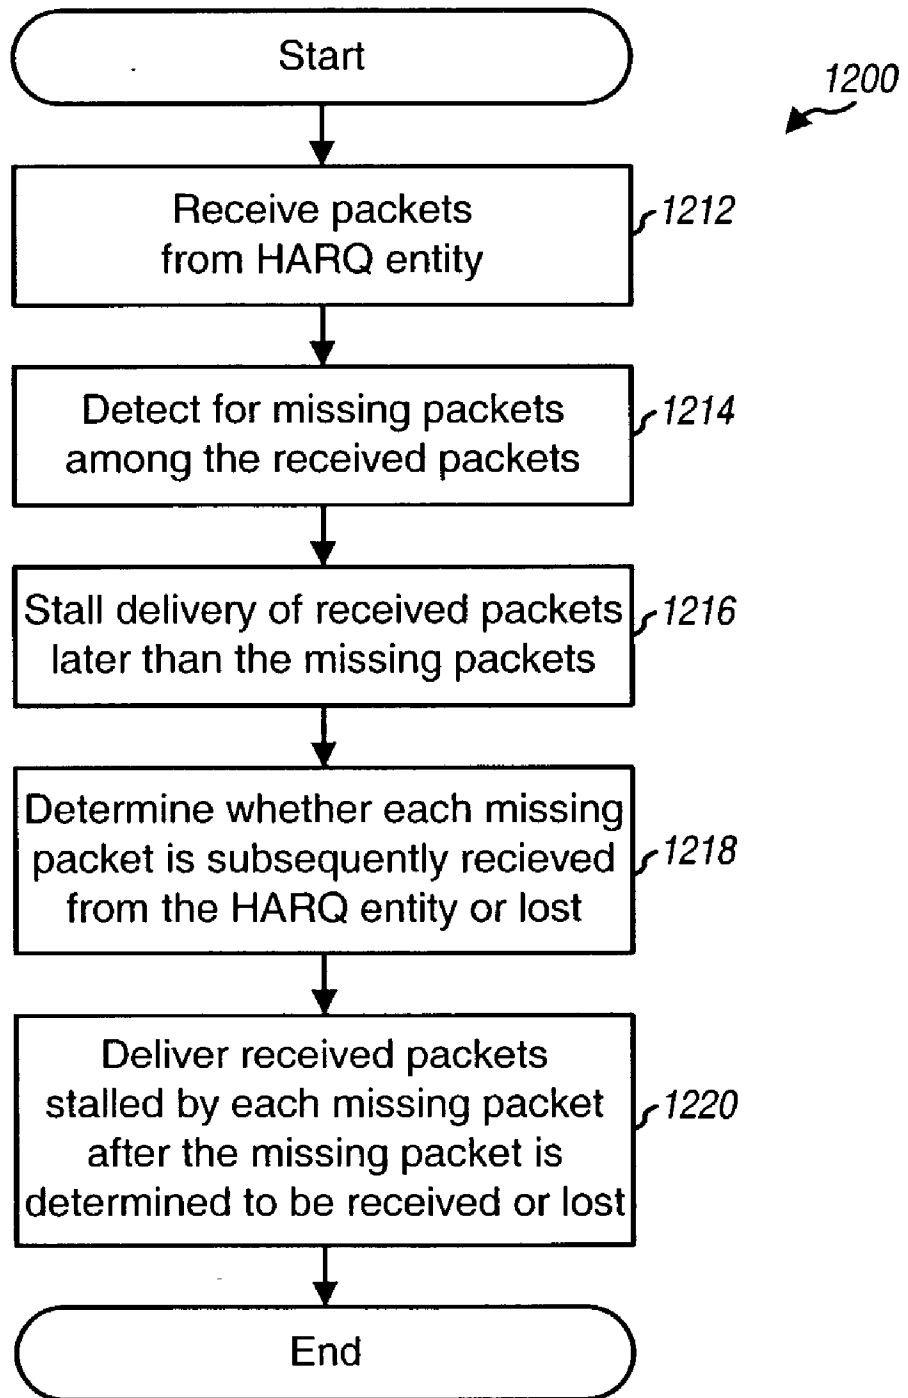 Start
1200
Receive packets
from HARQ entity
1212
Detect for missing packets
among the received packets
1214
Stall delivery of received packets
later than the missing packets
1216
Determine whether each missing
packet is subsequently recieved
from the HARQ entity or lost
1218
Deliver received packets
stalled by each missing packet
after the missing packet is
determined to be received or lost
1220
End